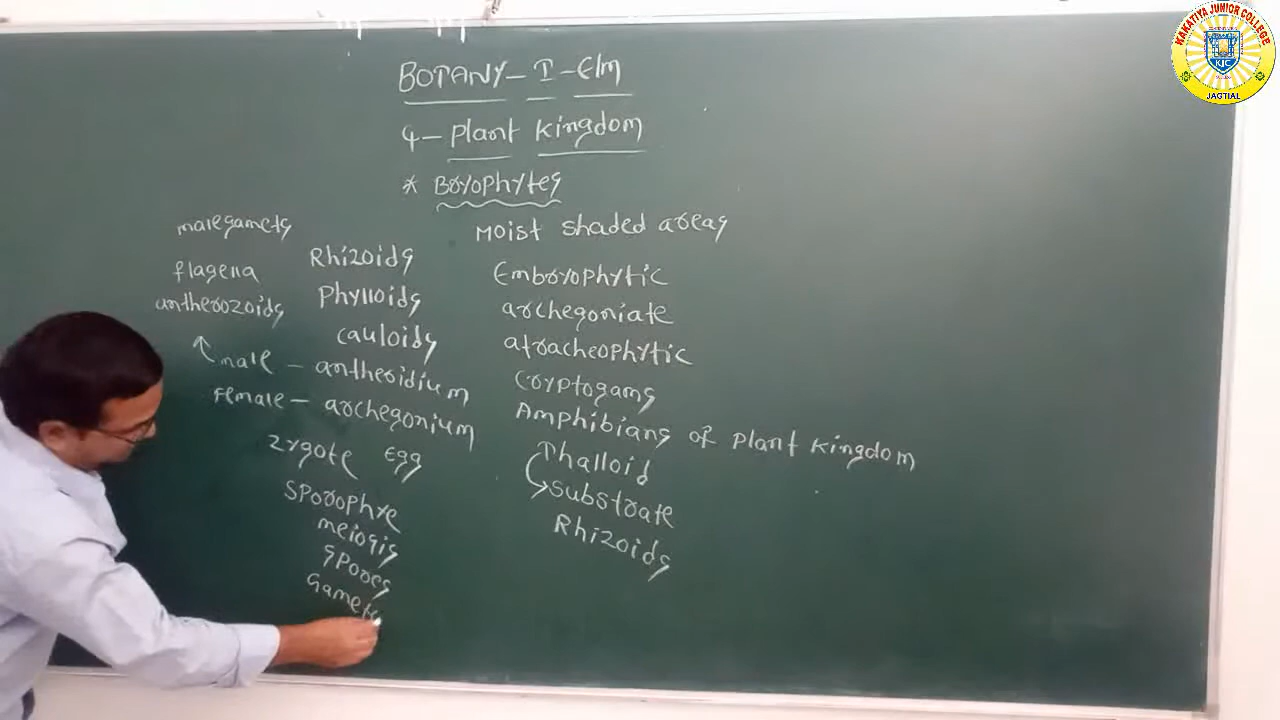 BOTANY - I - E/m
4 - Plant Kingdom
* Bryophytes
Moist shaded areas
Embryophytic
archegoniate
atracheophytic
Cryptogams
Amphibians of Plant Kingdom
Thalloid
Substrate
Rhizoids
male gamets
flagella
antherozoids
Rhizoids
Phylloids
Cauloids
male - antheridium
Female - archegonium
Zygote Egg
Sporophyte
meiosis
Spores
Gamete
KAKATIYA JUNIOR COLLEGE
KJC
JAGTIAL